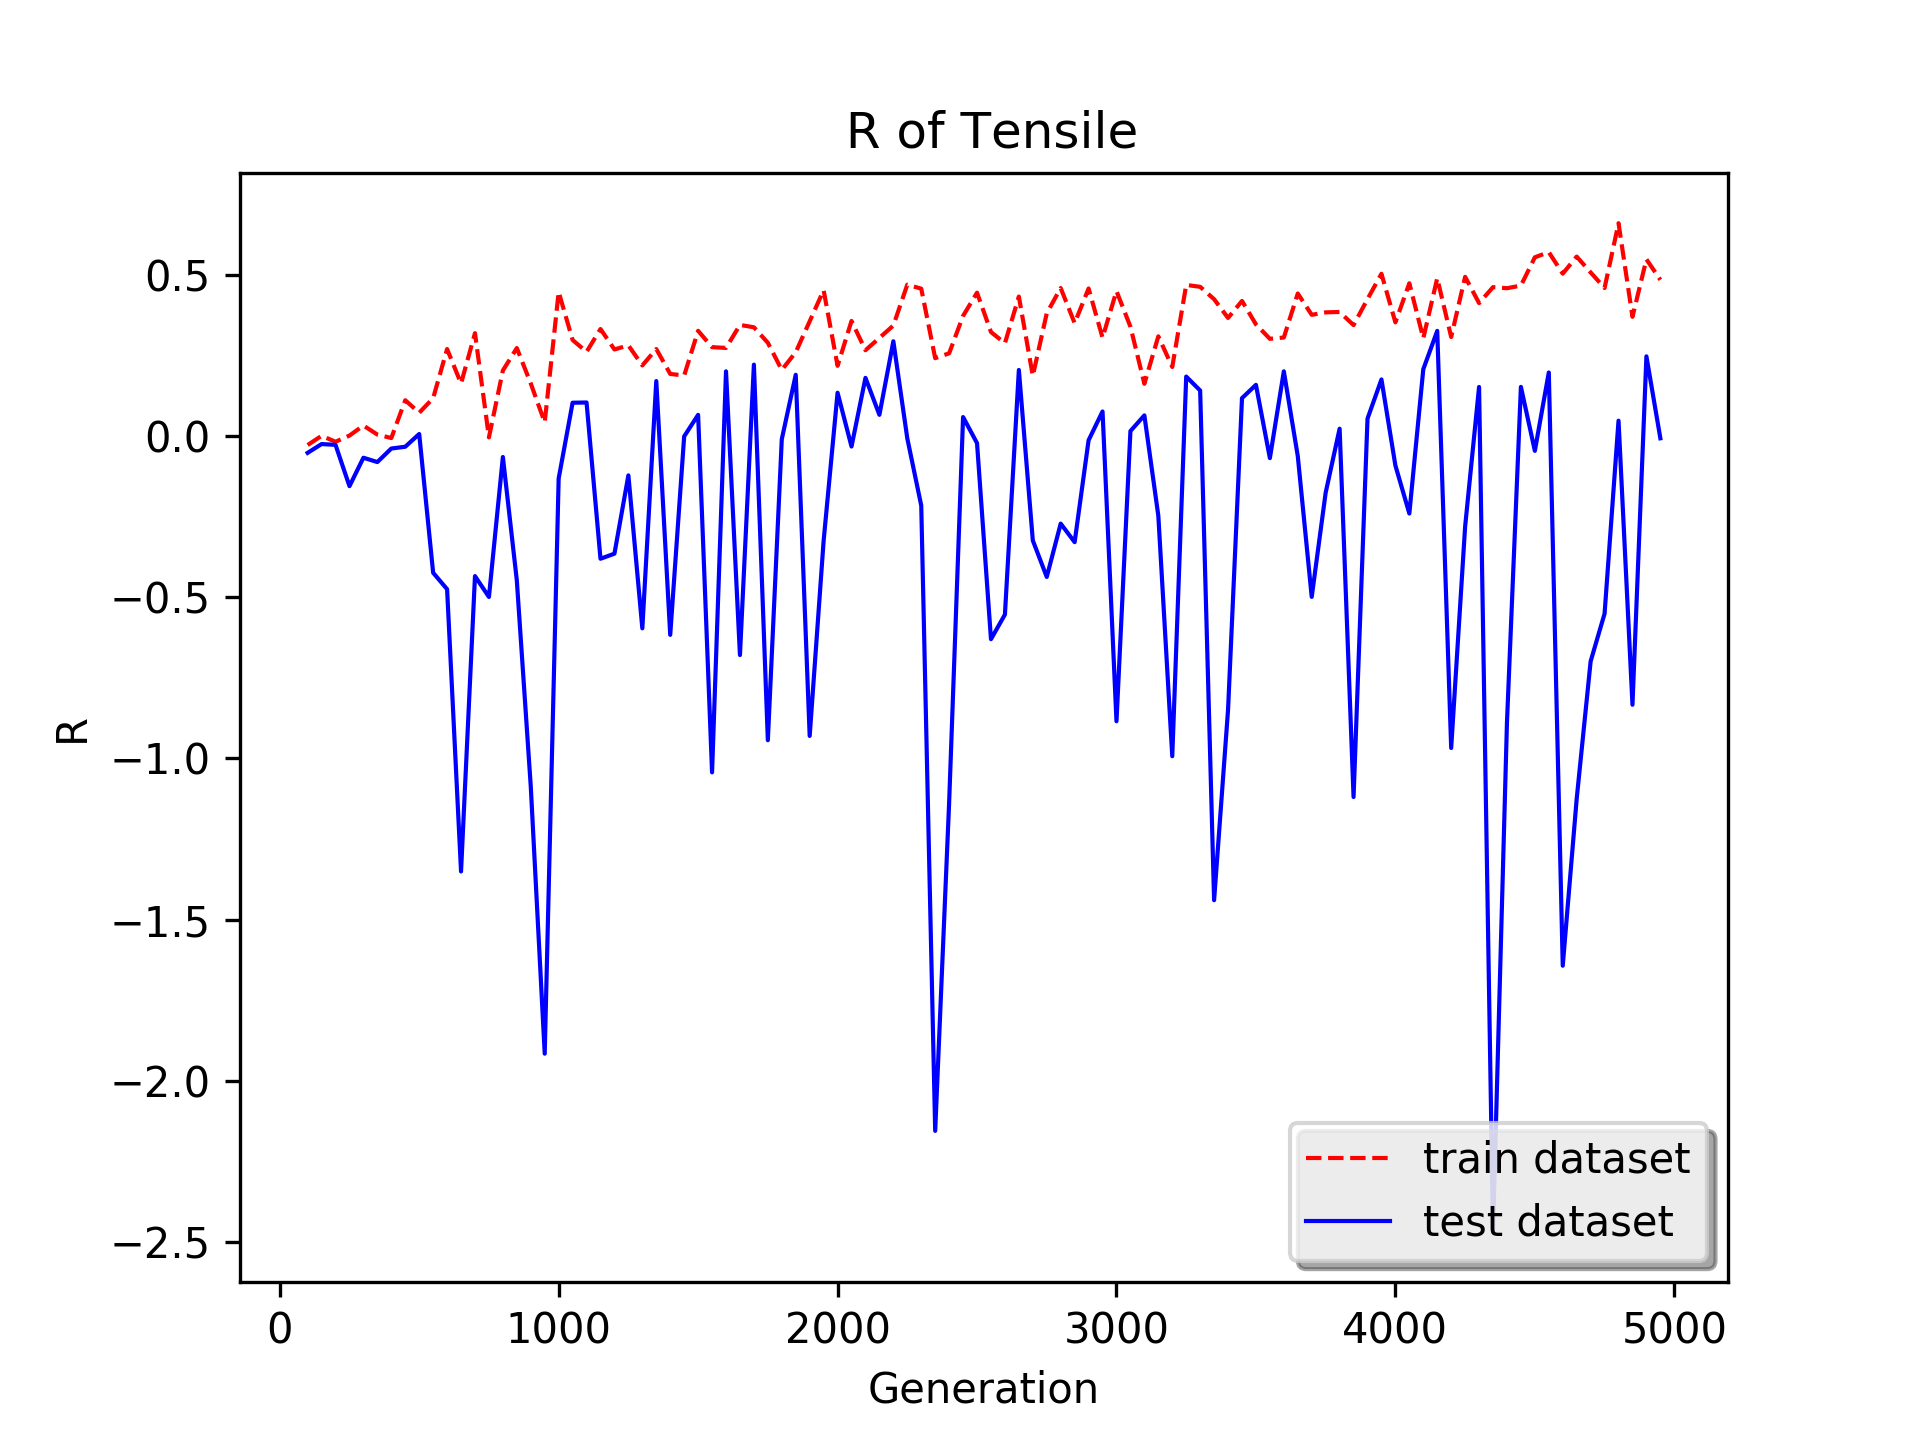 R of Tensile
0.5
0.0
−0.5
−1.0
−1.5
−2.0
−2.5
R
train dataset
test dataset
0 1000 2000 3000 4000 5000
Generation